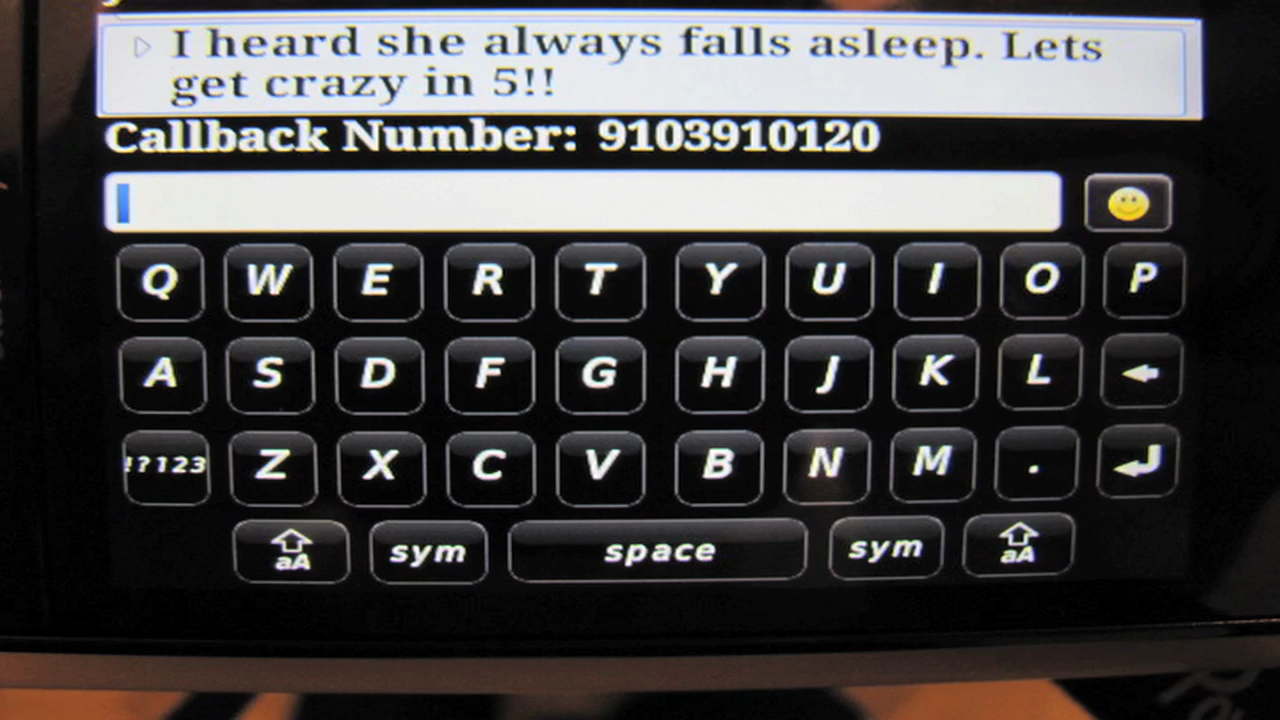 I heard she always falls asleep. Lets
get crazy in 5!!
Callback Number: 9103910120
Q W E R T Y U I O P
A S D F G H J K L
!?123 Z X C V B N M .
aA sym space sym aA